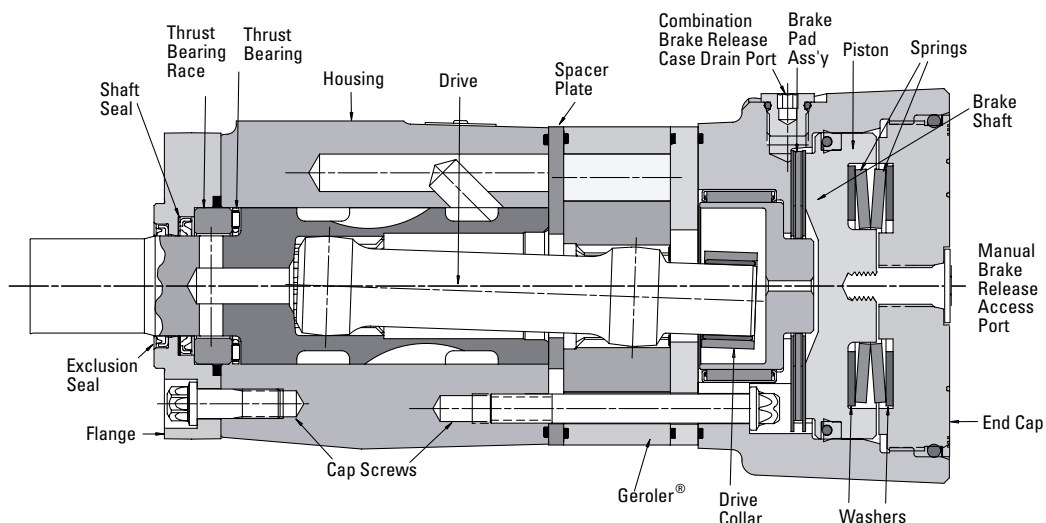 Thrust
Bearing
Race
Thrust
Bearing
Combination
Brake Release
Case Drain Port
Brake
Pad
Ass'y
Piston
Springs
Shaft
Seal
Housing
Drive
Spacer
Plate
Brake
Shaft
Manual
Brake
Release
Access
Port
Exclusion
Seal
Flange
Cap Screws
Geroler®
Drive
Collar
Washers
End Cap